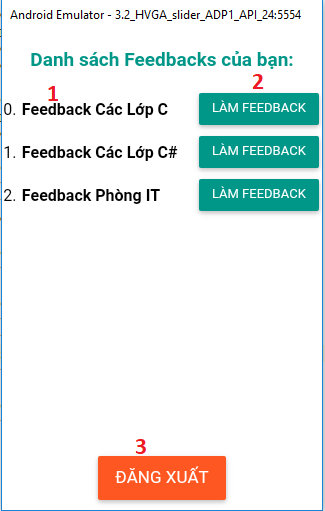 Android Emulator - 3.2_HVGA_slider_ADP1_API_24:5554
Danh sách Feedbacks của bạn:
1 2
0. Feedback Các Lớp C LÀM FEEDBACK
1. Feedback Các Lớp C# LÀM FEEDBACK
2. Feedback Phòng IT LÀM FEEDBACK
3
ĐĂNG XUẤT